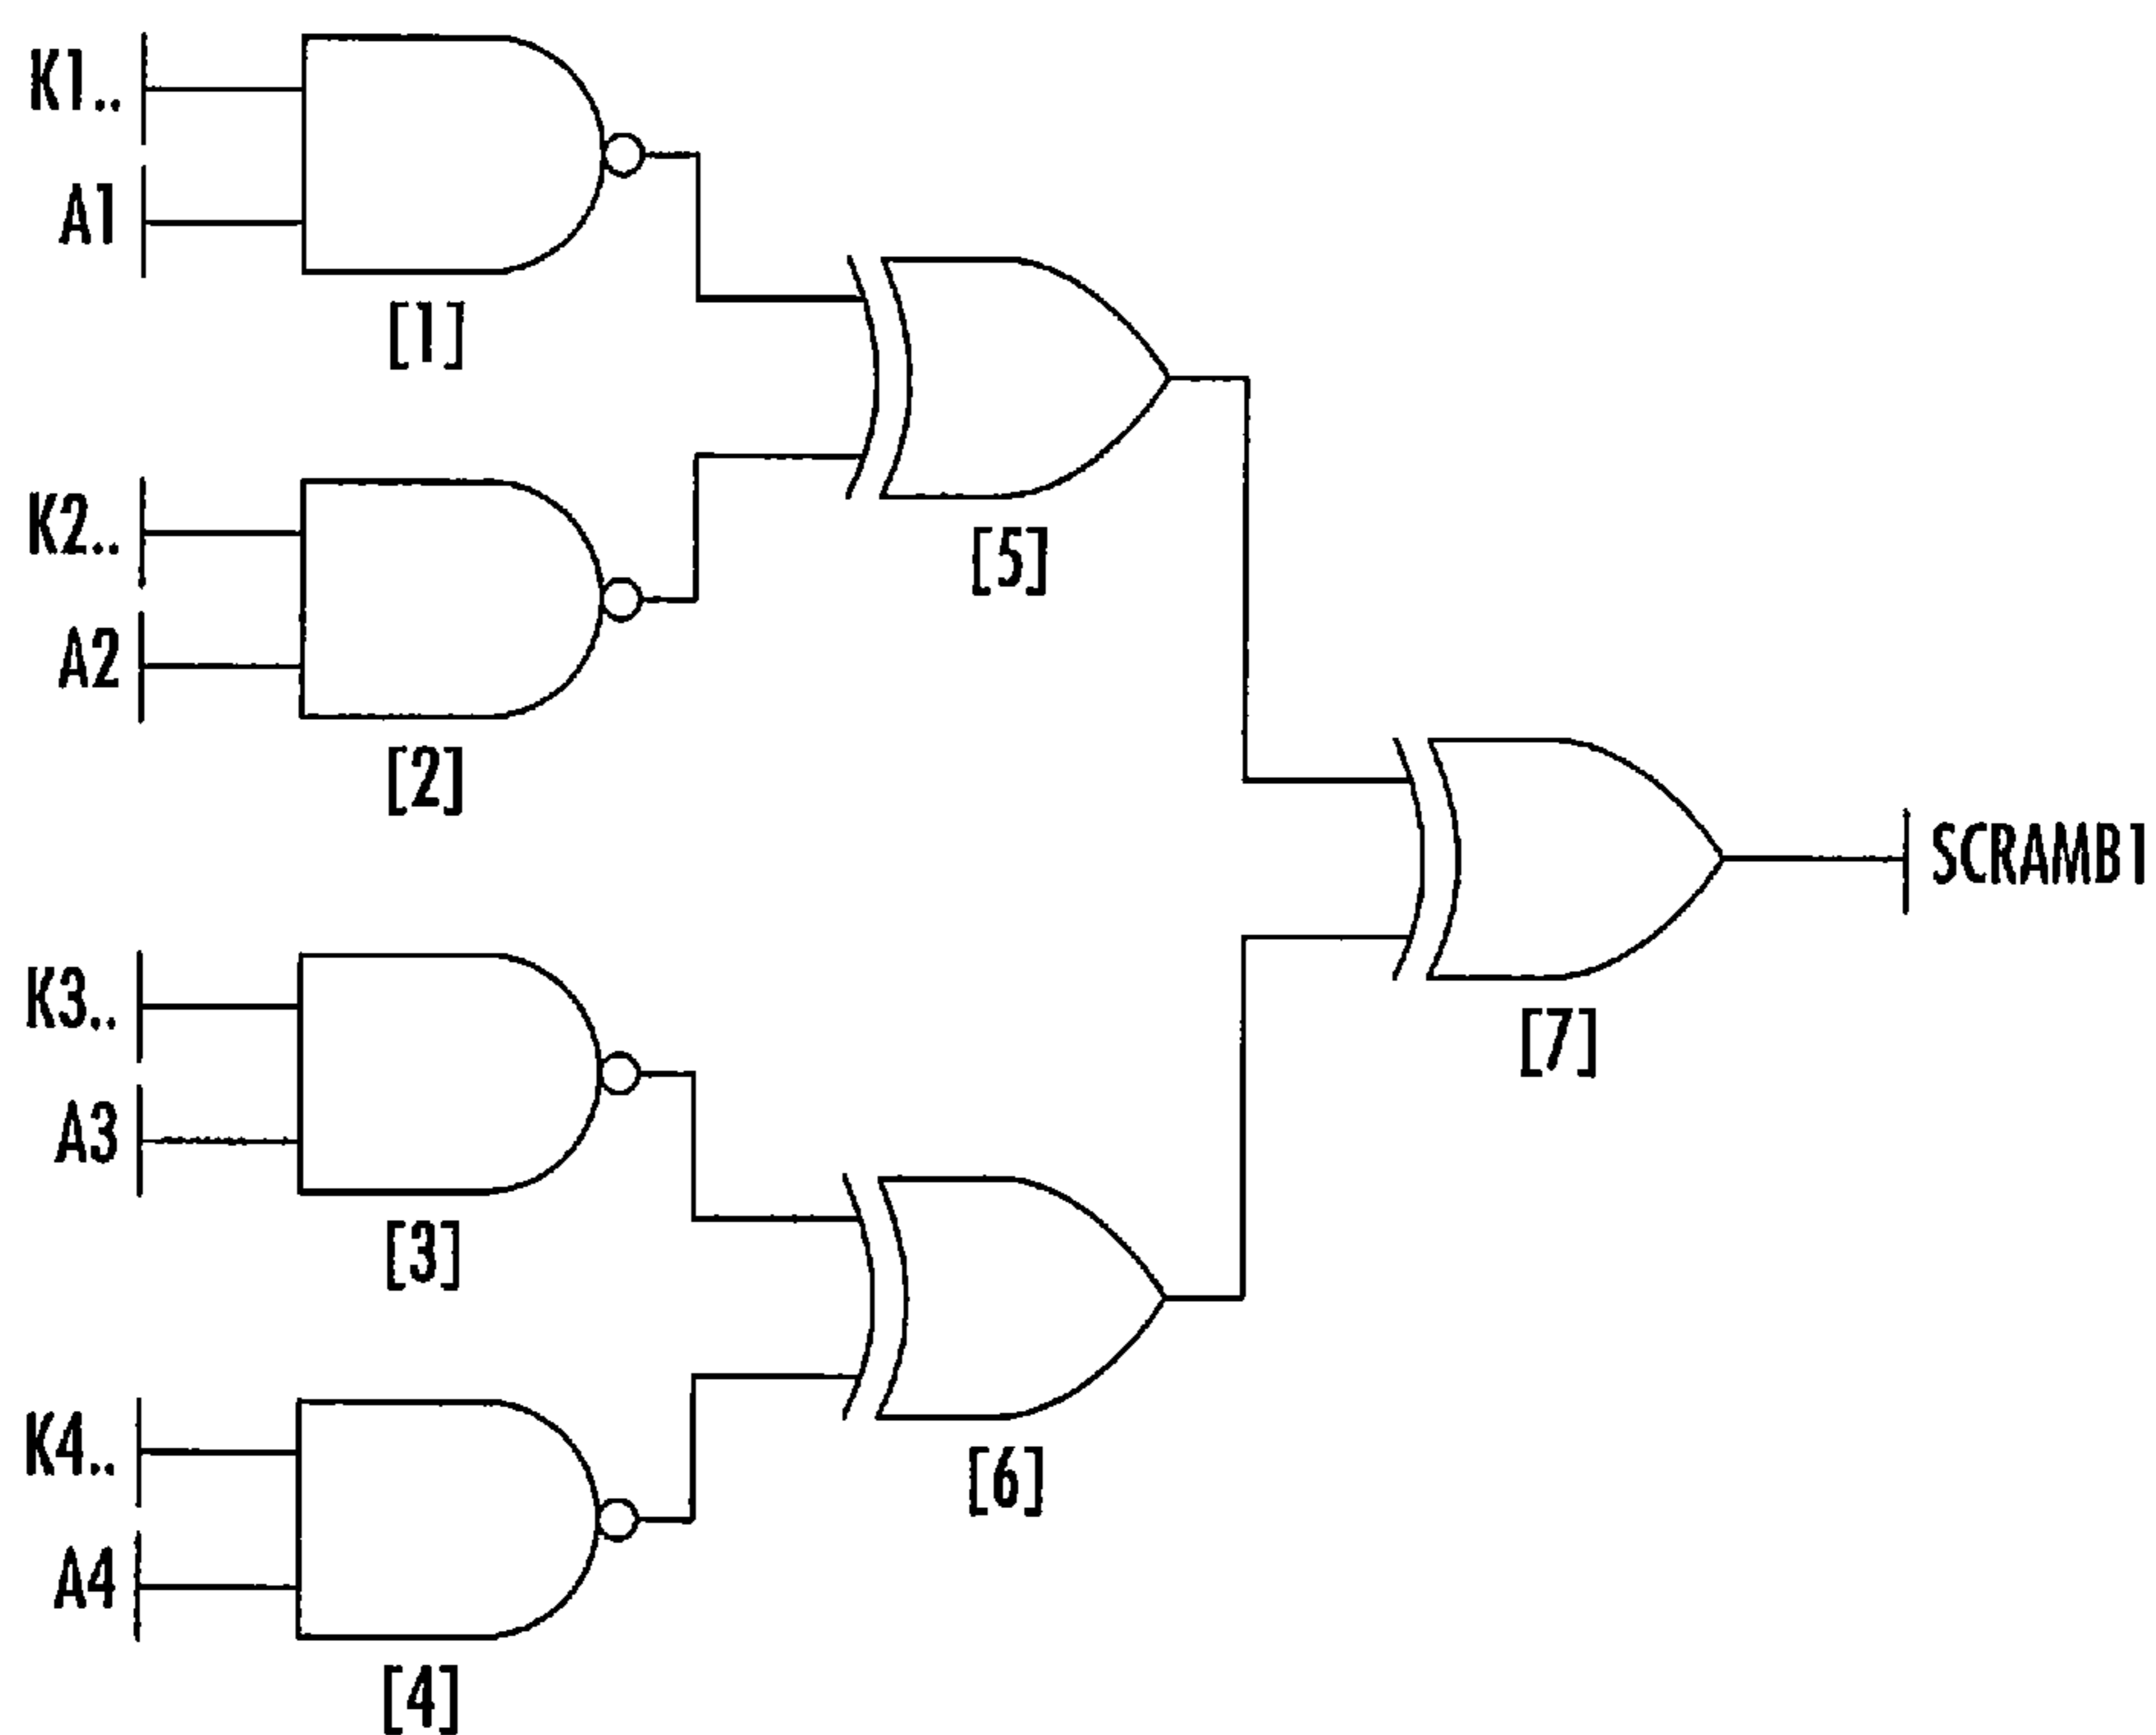 K1..
A1
[1]
[5]
K2..
A2
[2]
SCRAMB1
[7]
K3..
A3
[3]
[6]
K4..
A4
[4]